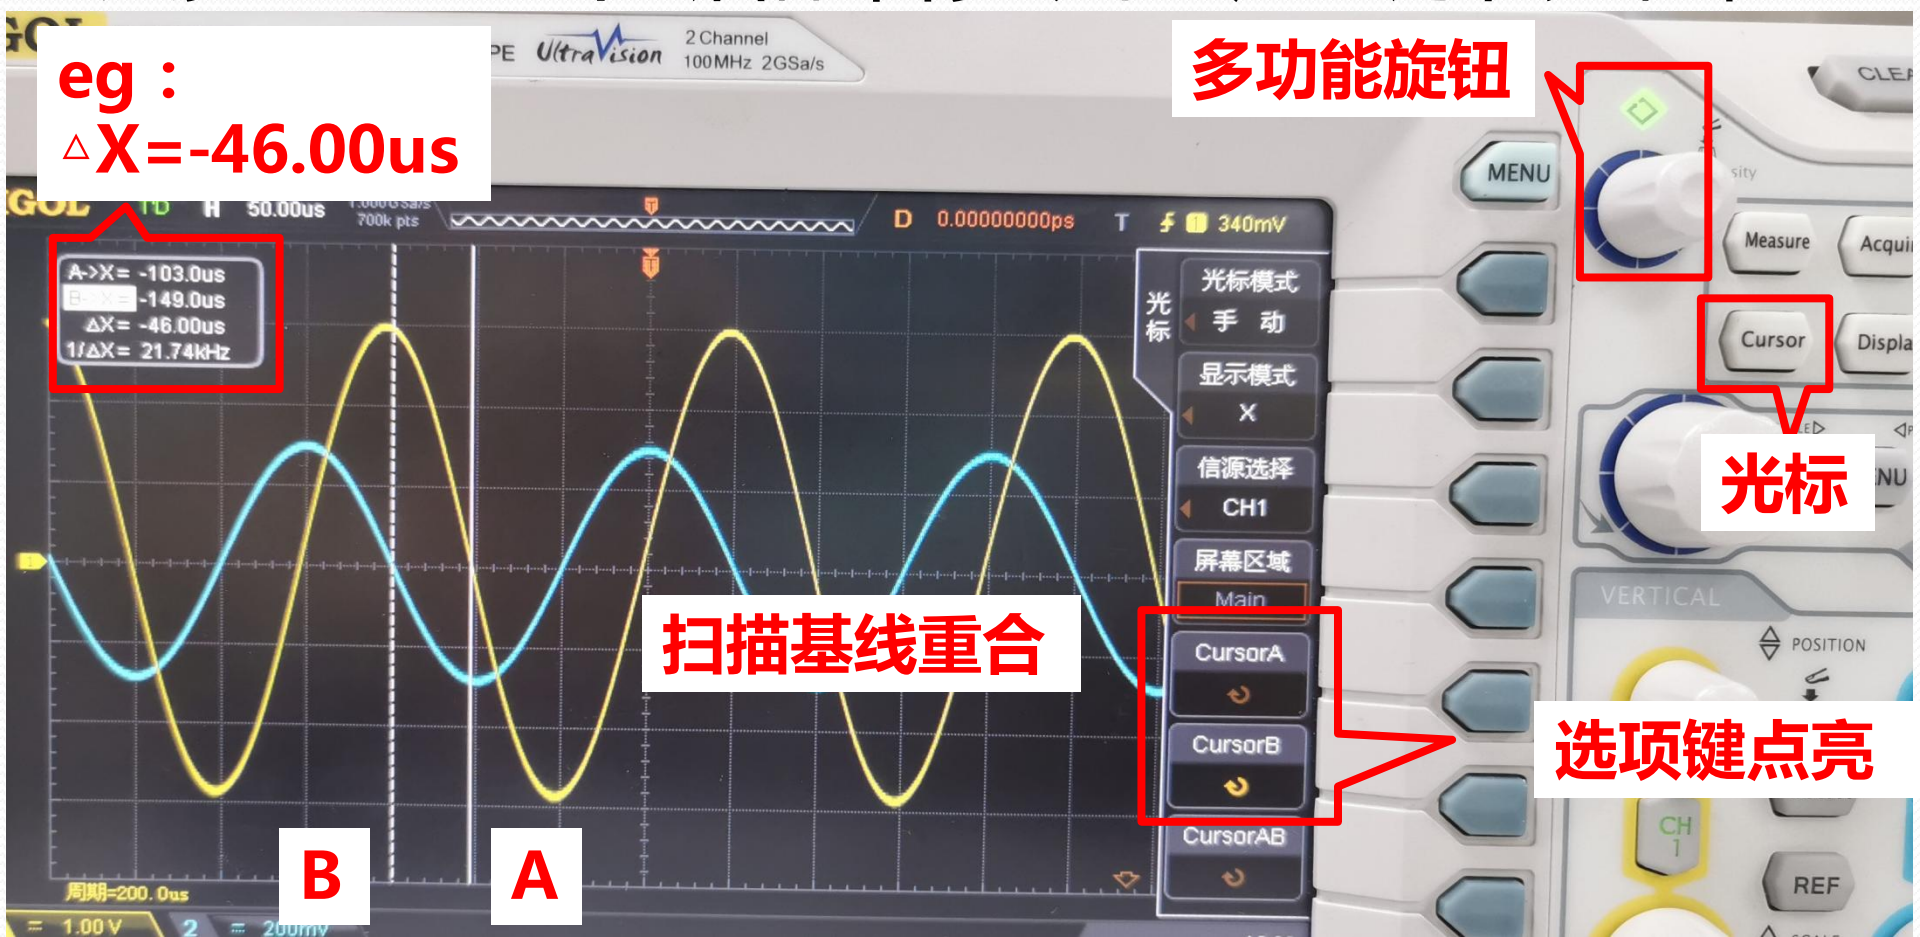 eg：
△X=-46.00us
UltraVision
2 Channel
100MHz 2GSa/s
多功能旋钮
MENU
Measure
Cursor
光标
H 50.00us
700k pts
D 0.00000000ps
T
1 340mV
A->X= -103.0us
B->X= -149.0us
△X= -46.00us
1/△X= 21.74kHz
光标
光标模式
手 动
显示模式
X
信源选择
CH1
屏幕区域
Main
CursorA
CursorB
CursorAB
扫描基线重合
选项键点亮
VERTICAL
POSITION
CH
1
REF
B
A
周期=200.0us
= 1.00 V
2 = 200mV